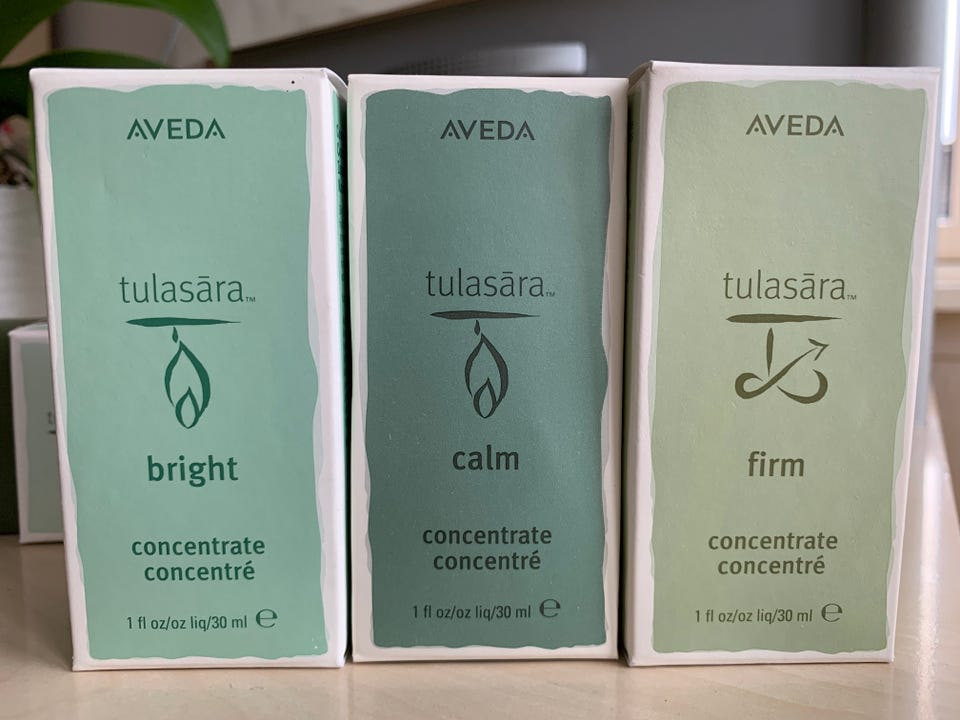 AVEDA
tulasāra™
bright
concentrate
concentré
1 fl oz/oz liq/30 ml ℮
AVEDA
tulasāra™
calm
concentrate
concentré
1 fl oz/oz liq/30 ml ℮
AVEDA
tulasāra™
firm
concentrate
concentré
1 fl oz/oz liq/30 ml ℮